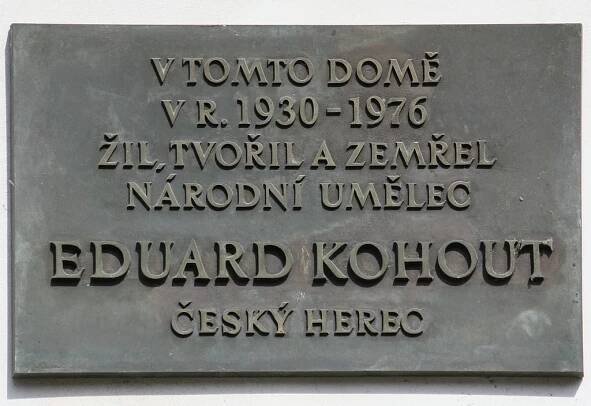 V TOMTO DOMĚ
V R. 1930-1976
ŽIL, TVOŘIL A ZEMŘEL
NÁRODNÍ UMĚLEC
EDUARD KOHOUT
ČESKÝ HEREC